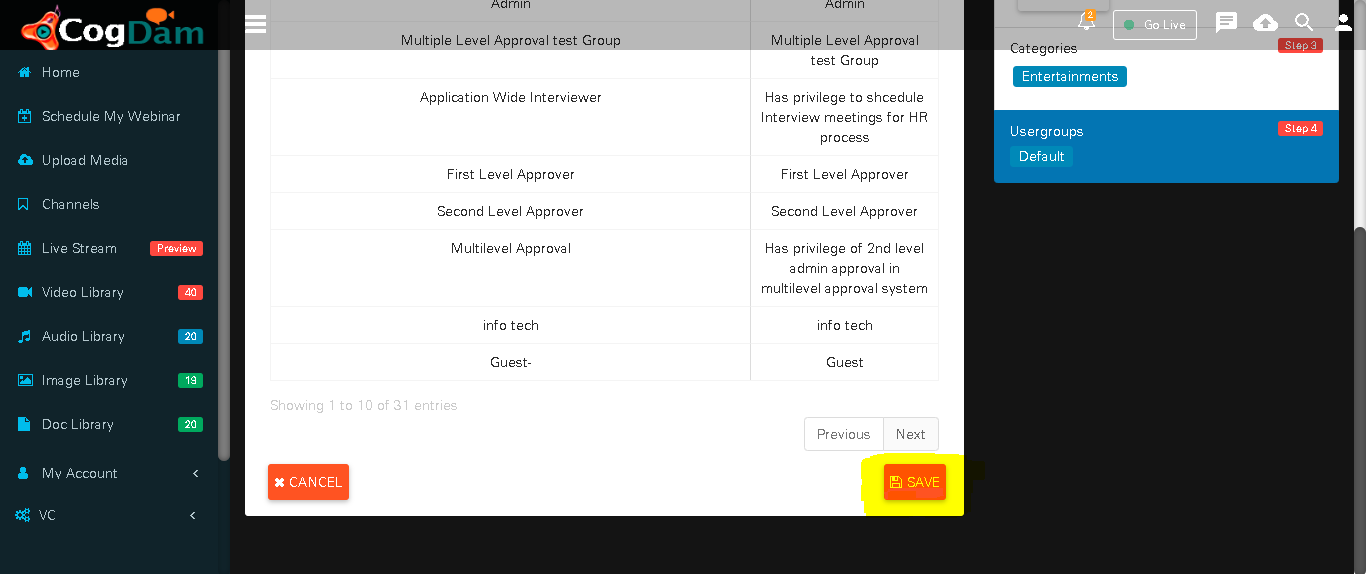 CogDam
2
Go Live
Home
Schedule My Webinar
Upload Media
Channels
Live Stream Preview
Video Library 40
Audio Library 20
Image Library 19
Doc Library 20
My Account
VC
Admin Admin
Multiple Level Approval test Group Multiple Level Approval
test Group
Application Wide Interviewer Has privilege to shcedule
Interview meetings for HR
process
First Level Approver First Level Approver
Second Level Approver Second Level Approver
Multilevel Approval Has privilege of 2nd level
admin approval in
multilevel approval system
info tech info tech
Guest- Guest
Showing 1 to 10 of 31 entries
Previous Next
CANCEL SAVE
Categories Step 3
Entertainments
Usergroups Step 4
Default